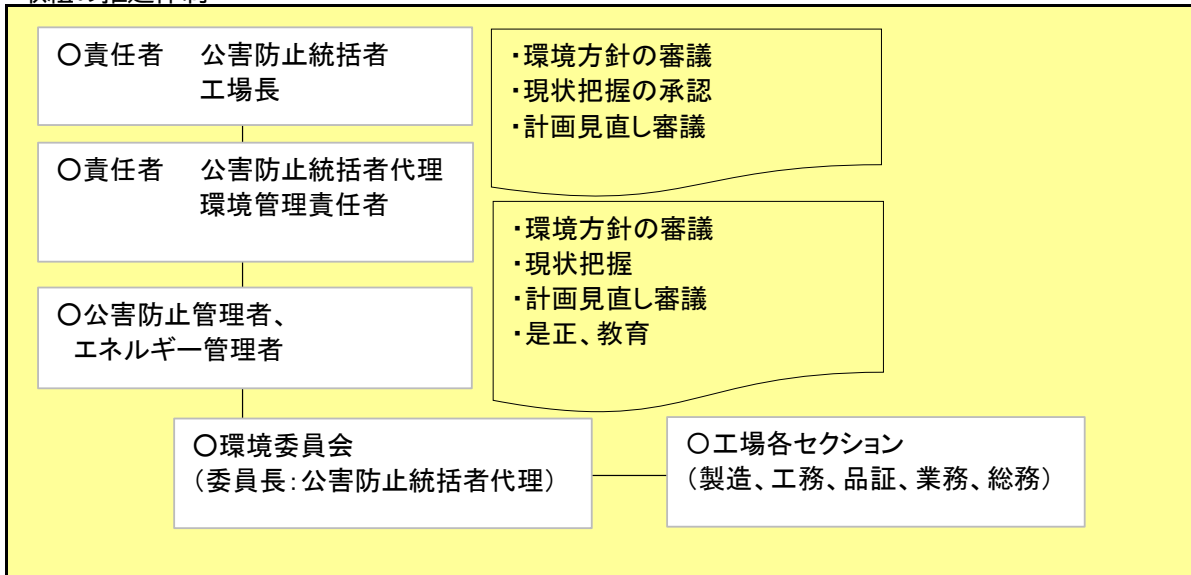 〇責任者　公害防止統括者
工場長
・環境方針の審議
・現状把握の承認
・計画見直し審議
〇責任者　公害防止統括者代理
環境管理責任者
・環境方針の審議
・現状把握
・計画見直し審議
・是正、教育
〇公害防止管理者、
エネルギー管理者
〇環境委員会
（委員長：公害防止統括者代理）
〇工場各セクション
（製造、工務、品証、業務、総務）